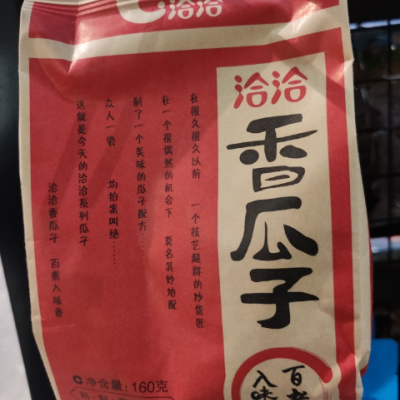 洽洽
洽洽
香瓜子
在很久很久以前 一个技艺超群的炒货张
在一个很偶然的机会下 莫名其妙地配
制了一个美味的瓜子配方……
众人一尝 均拍案叫绝……
这就是今天的洽洽系列瓜子
洽洽香瓜子 百煮入味香
百煮
入味
净含量:160克